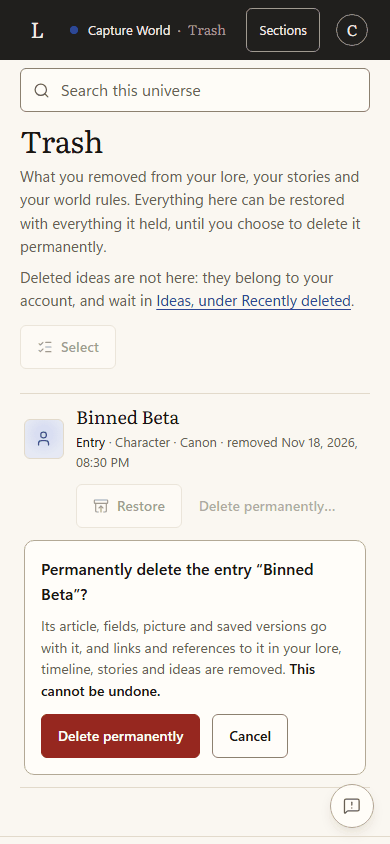 L Capture World · Trash Sections C
Search this universe
Trash
What you removed from your lore, your stories and
your world rules. Everything here can be restored
with everything it held, until you choose to delete it
permanently.
Deleted ideas are not here: they belong to your
account, and wait in Ideas, under Recently deleted.
Select
Binned Beta
Entry · Character · Canon · removed Nov 18, 2026,
08:30 PM
Restore Delete permanently...
Permanently delete the entry “Binned
Beta”?
Its article, fields, picture and saved versions go
with it, and links and references to it in your lore,
timeline, stories and ideas are removed. This
cannot be undone.
Delete permanently Cancel